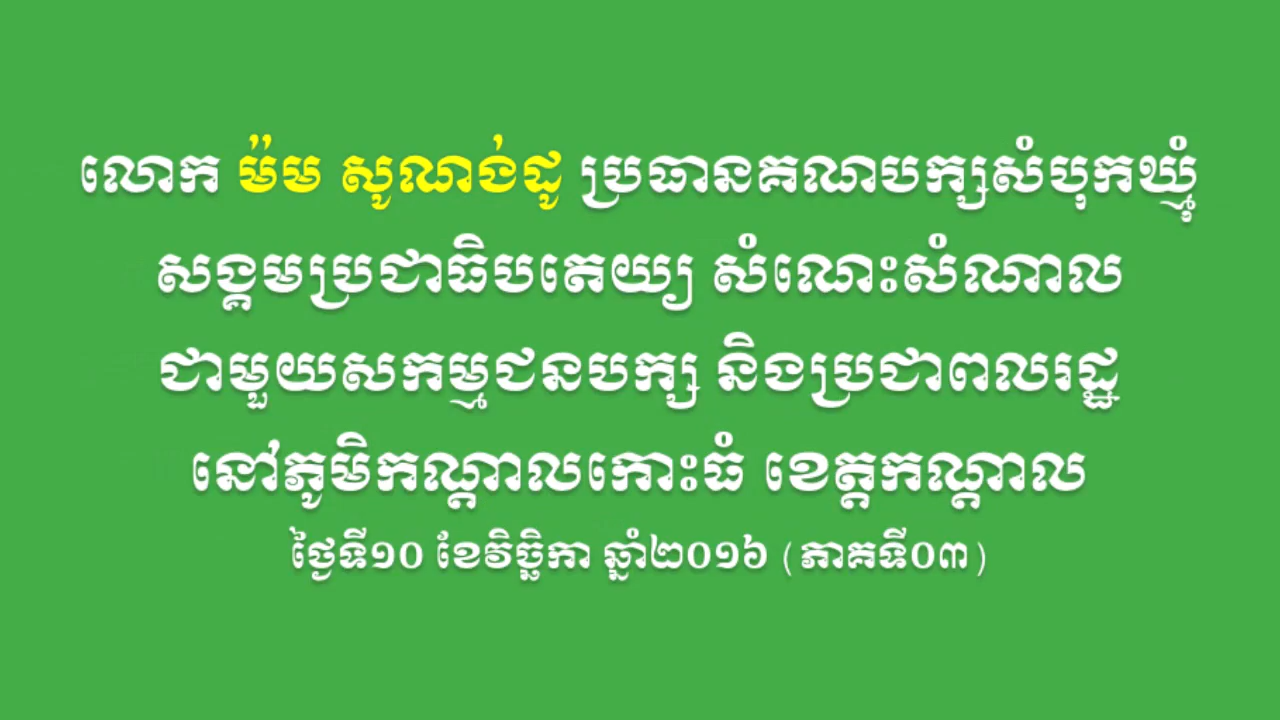 លោក ម៉ម សូណង់ដូ ប្រធានគណបក្សសំបុកឃ្មុំ
សង្គមប្រជាធិបតេយ្យ សំណេះសំណាល
ជាមួយសកម្មជនបក្ស និងប្រជាពលរដ្ឋ
នៅភូមិកណ្តាលកោះធំ ខេត្តកណ្តាល
ថ្ងៃទី១០ ខែវិច្ឆិកា ឆ្នាំ២០១៦ (ភាគទី០៣)